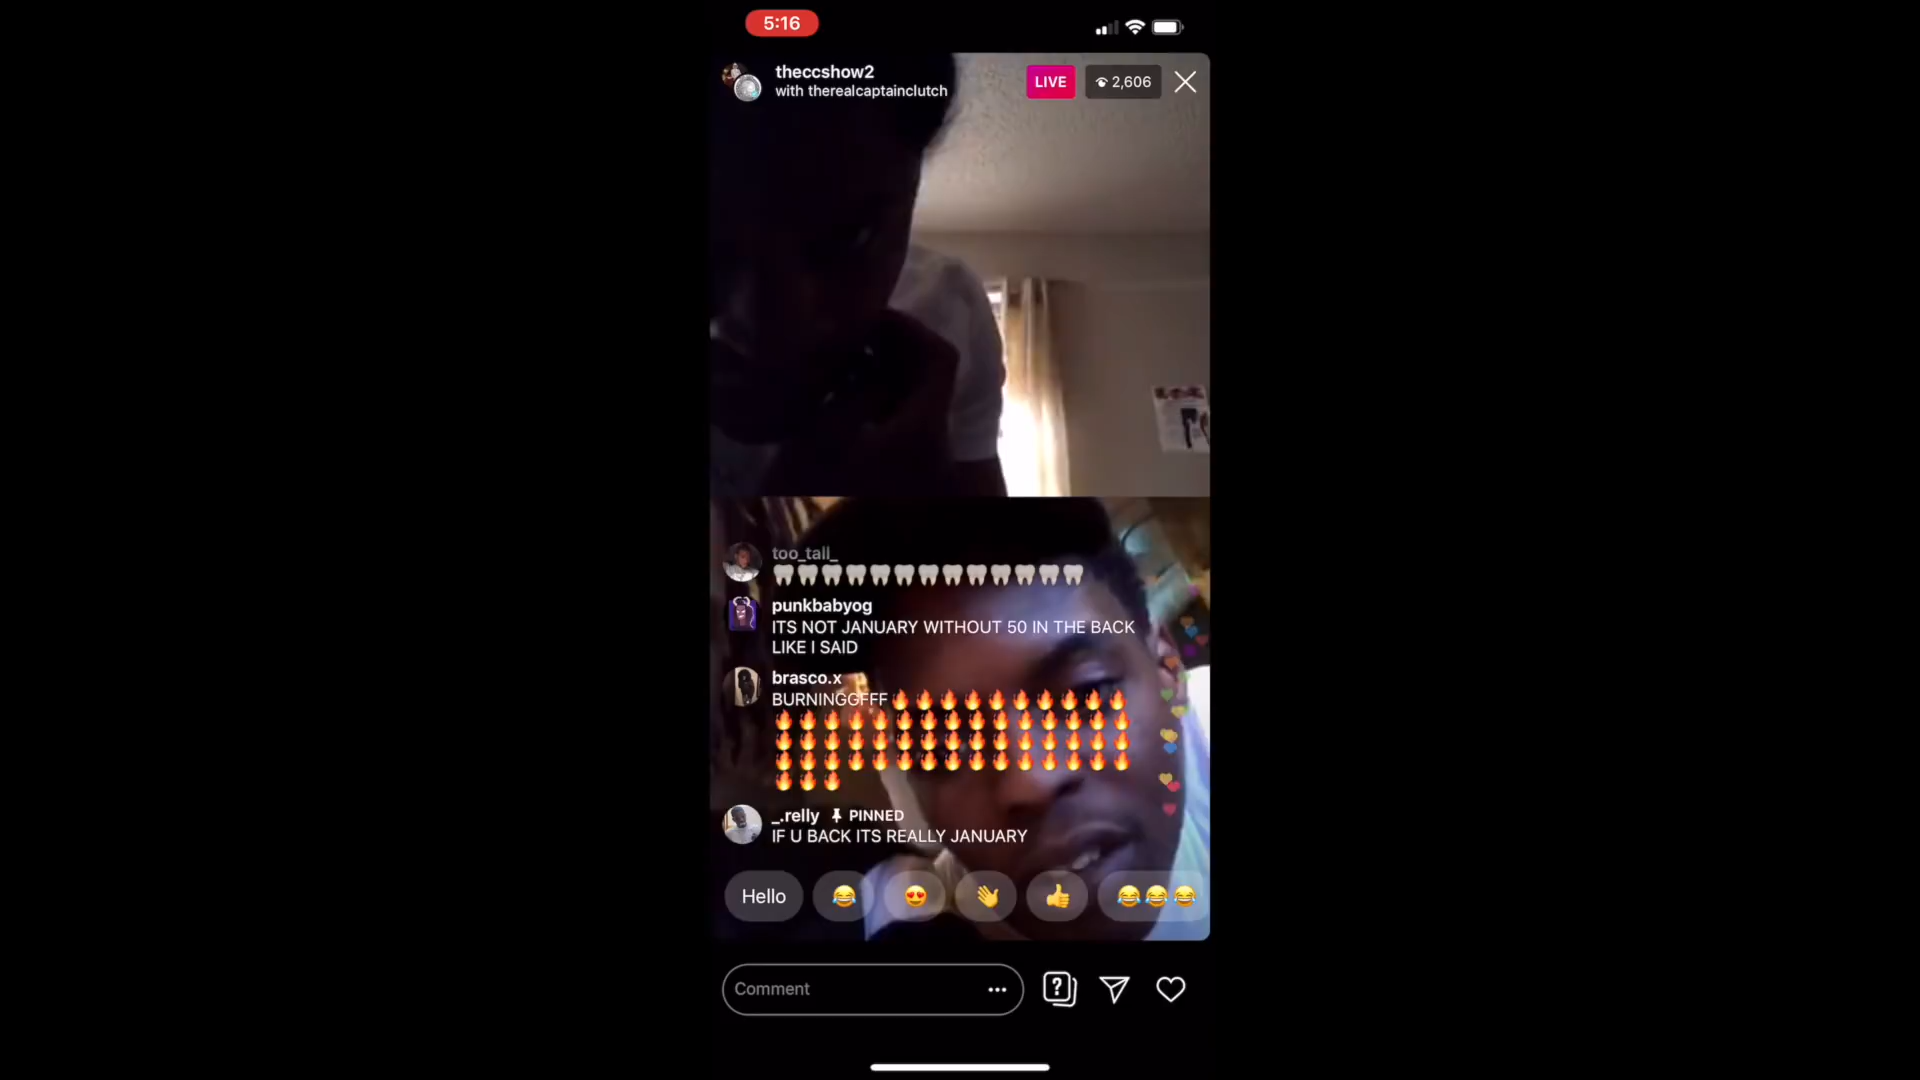 5:16
theccshow2
with therealcaptainclutch
LIVE
2,606
too_tall_
🦷🦷🦷🦷🦷🦷🦷🦷🦷🦷🦷🦷🦷
punkbabyog
ITS NOT JANUARY WITHOUT 50 IN THE BACK
LIKE I SAID
brasco.x
BURNINGGFFF🔥🔥🔥🔥🔥🔥🔥🔥🔥🔥
🔥🔥🔥🔥🔥🔥🔥🔥🔥🔥🔥🔥🔥🔥🔥
🔥🔥🔥🔥🔥🔥🔥🔥🔥🔥🔥🔥🔥🔥🔥
🔥🔥🔥🔥🔥🔥🔥🔥🔥🔥🔥🔥🔥🔥🔥
🔥🔥🔥
_.relly 📌 PINNED
IF U BACK ITS REALLY JANUARY
Hello 😂 😍 👋 👍 😂😂😂
Comment